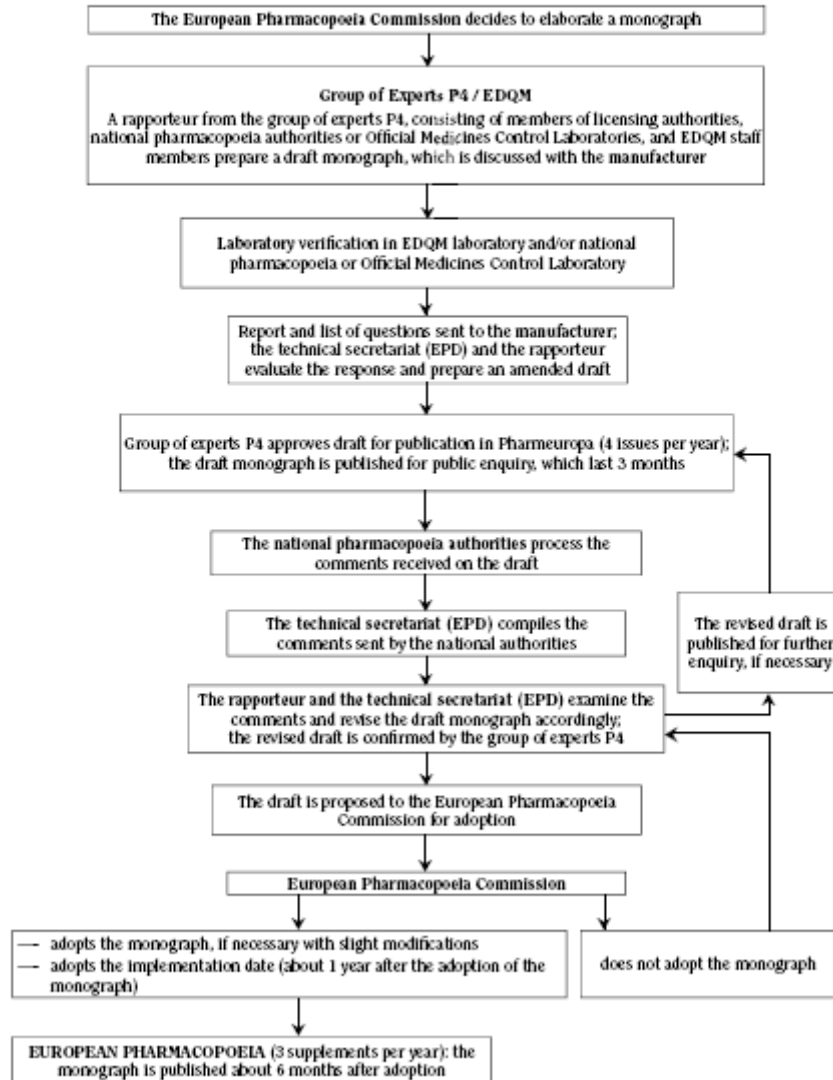 The European Pharmacopoeia Commission decides to elaborate a monograph
Group of Experts P4 / EDQM
A rapporteur from the group of experts P4, consisting of members of licensing authorities,
national pharmacopoeia authorities or Official Medicines Control Laboratories, and EDQM staff
members prepare a draft monograph, which is discussed with the manufacturer
Laboratory verification in EDQM laboratory and/or national
pharmacopoeia or Official Medicines Control Laboratory
Report and list of questions sent to the manufacturer;
the technical secretariat (EPD) and the rapporteur
evaluate the response and prepare an amended draft
Group of experts P4 approves draft for publication in Pharmeuropa (4 issues per year);
the draft monograph is published for public enquiry, which last 3 months
The national pharmacopoeia authorities process the
comments received on the draft
The technical secretariat (EPD) compiles the
comments sent by the national authorities
The revised draft is
published for further
enquiry, if necessary
The rapporteur and the technical secretariat (EPD) examine the
comments and revise the draft monograph accordingly;
the revised draft is confirmed by the group of experts P4
The draft is proposed to the European Pharmacopoeia
Commission for adoption
European Pharmacopoeia Commission
— adopts the monograph, if necessary with slight modifications
— adopts the implementation date (about 1 year after the adoption of the
monograph)
does not adopt the monograph
EUROPEAN PHARMACOPOEIA (3 supplements per year): the
monograph is published about 6 months after adoption